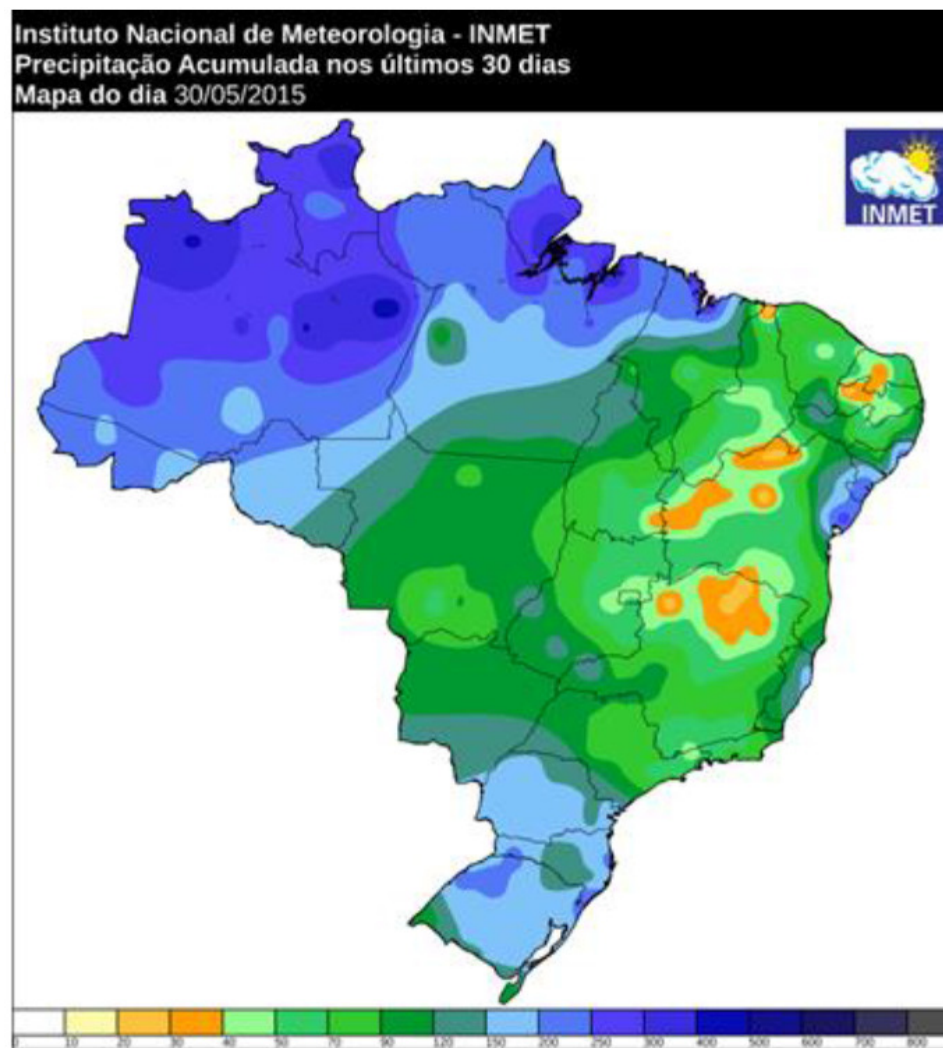 Instituto Nacional de Meteorologia - INMET
Precipitação Acumulada nos últimos 30 dias
Mapa do dia 30/05/2015
INMET
0 10 20 30 40 50 70 90 120 150 200 250 300 400 500 600 700 800